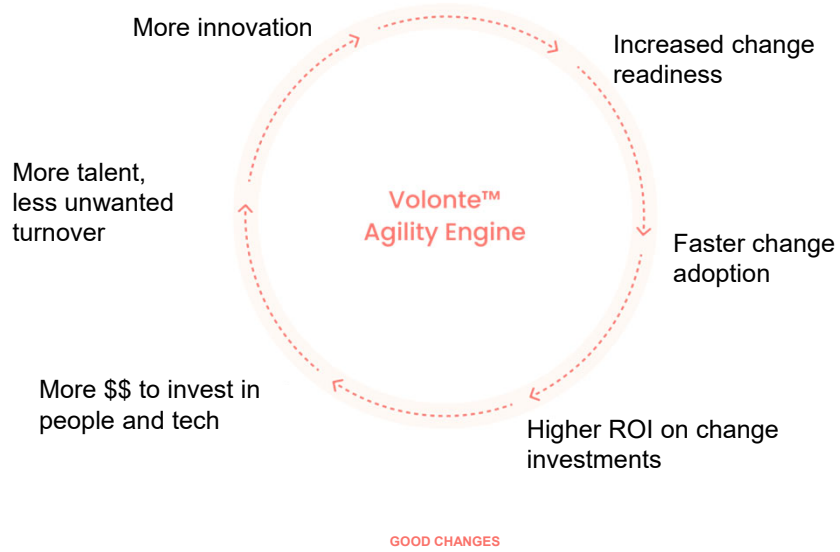 More innovation
Increased change
readiness
More talent,
less unwanted
turnover
Volonte™
Agility Engine
Faster change
adoption
More $$ to invest in
people and tech
Higher ROI on change
investments
GOOD CHANGES